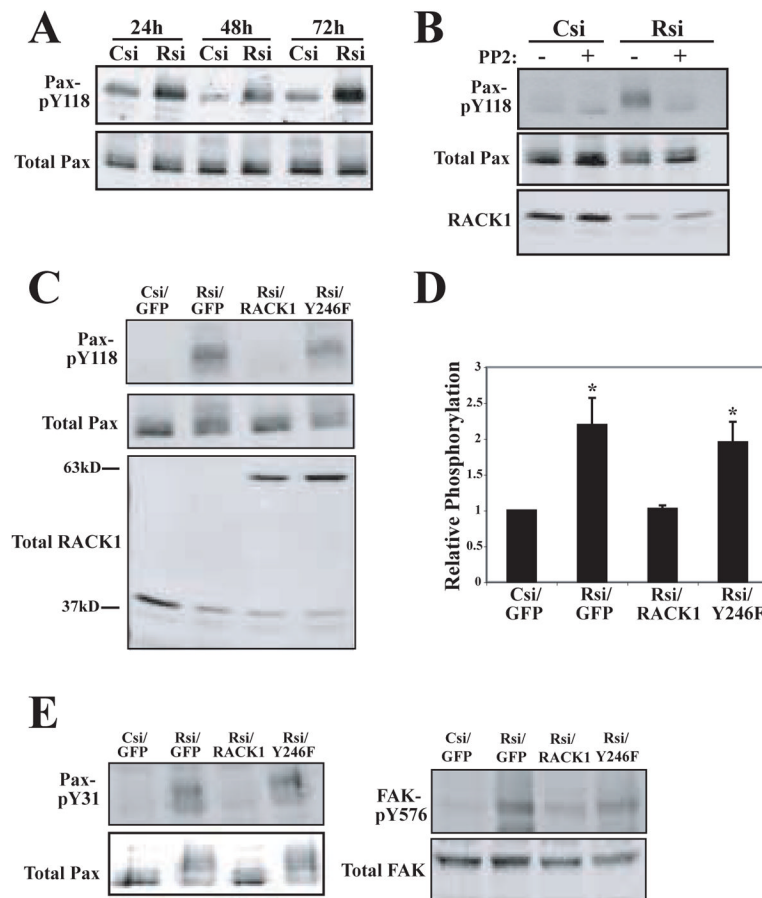 A
24h 48h 72h
Csi Rsi Csi Rsi Csi Rsi
Pax-
pY118
Total Pax
B
Csi Rsi
PP2: - + - +
Pax-
pY118
Total Pax
RACK1
C
Csi/
GFP
Rsi/
GFP
Rsi/
RACK1
Rsi/
Y246F
Pax-
pY118
Total Pax
63kD
Total RACK1
37kD
D
Relative Phosphorylation
3
2.5
2
1.5
1
0.5
0
*
*
Csi/
GFP
Rsi/
GFP
Rsi/
RACK1
Rsi/
Y246F
E
Csi/
GFP
Rsi/
GFP
Rsi/
RACK1
Rsi/
Y246F
Pax-
pY31
Total Pax
Csi/
GFP
Rsi/
GFP
Rsi/
RACK1
Rsi/
Y246F
FAK-
pY576
Total FAK